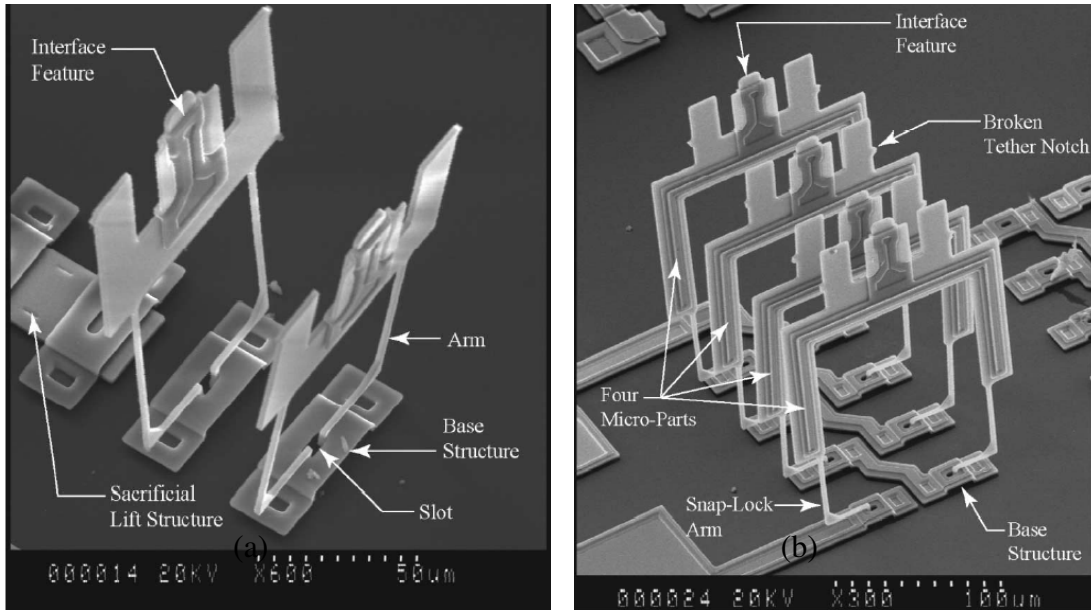 Interface
Feature
Arm
Base
Structure
Slot
Sacrificial
Lift Structure
(a)
000014 20KV X600 50um
Interface
Feature
Broken
Tether Notch
Four
Micro-Parts
Snap-Lock
Arm
Base
Structure
(b)
000024 20KV X300 100um